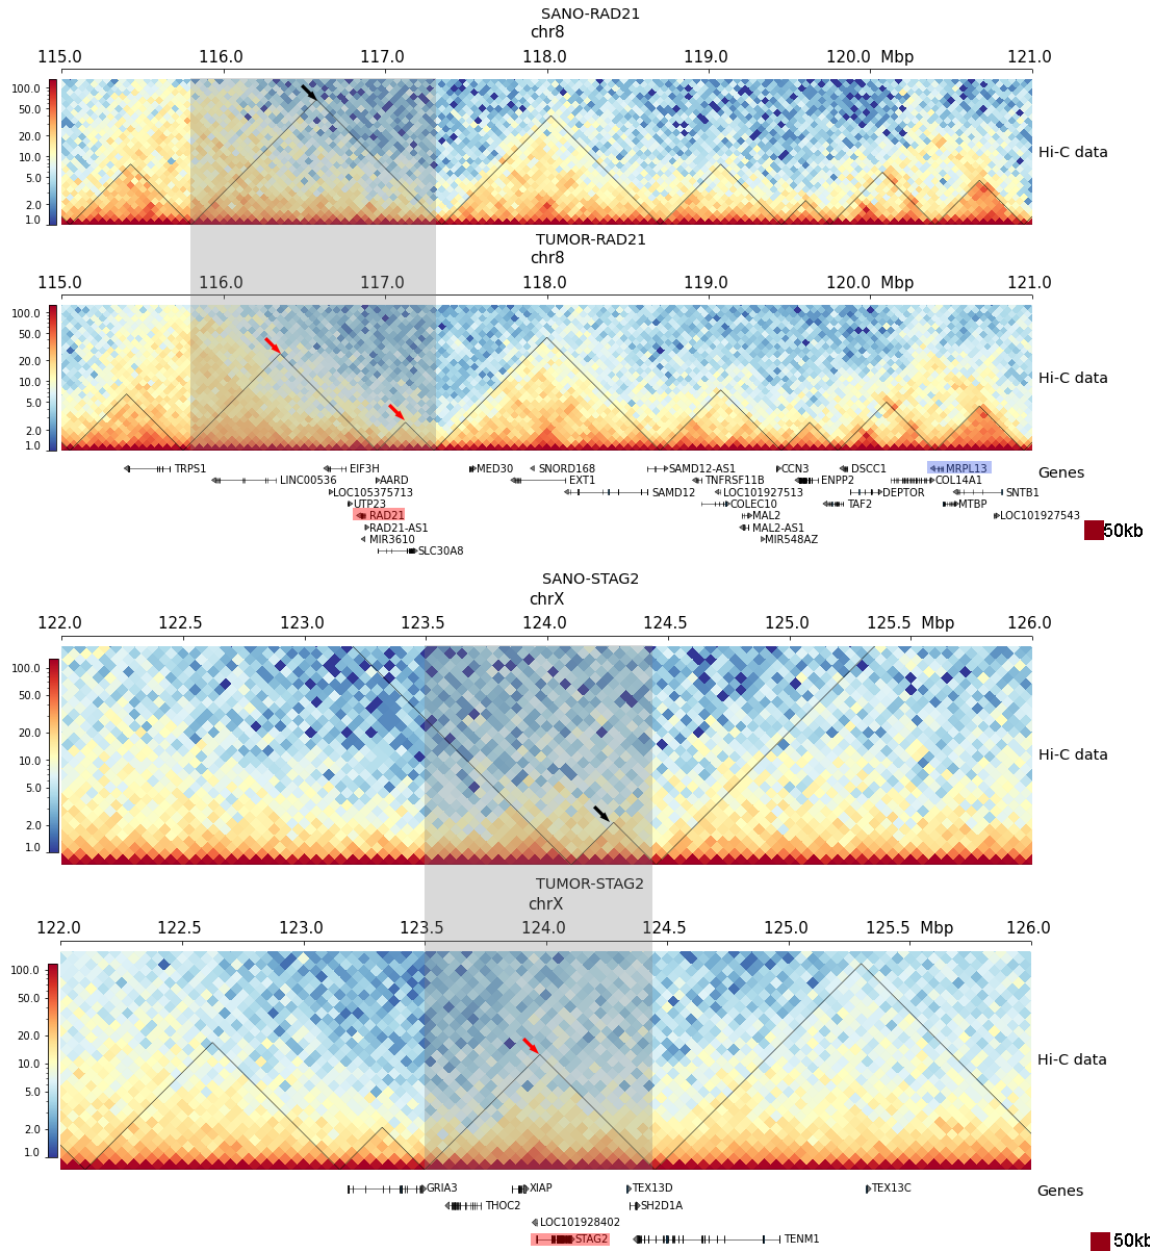 SANO-RAD21
chr8
115.0 116.0 117.0 118.0 119.0 120.0 Mbp 121.0
100.0
50.0
20.0
10.0
5.0
2.0
1.0
Hi-C data
TUMOR-RAD21
chr8
115.0 116.0 117.0 118.0 119.0 120.0 Mbp 121.0
100.0
50.0
20.0
10.0
5.0
2.0
1.0
Hi-C data
TRPS1 EIF3H MED30 SNORD168 SAMD12-AS1 CCN3 DSCC1 MRPL13 Genes
LINC00536 AARD EXT1 TNFRSF11B ENPP2 COL14A1
LOC105375713 SAMD12 LOC101927513 DEPTOR SNTB1
UTP23 COLEC10 TAF2 MTBP
RAD21 MAL2 LOC101927543
RAD21-AS1 MAL2-AS1
MIR3610 MIR548AZ
SLC30A8
50kb
SANO-STAG2
chrX
122.0 122.5 123.0 123.5 124.0 124.5 125.0 125.5 Mbp 126.0
100.0
50.0
20.0
10.0
5.0
2.0
1.0
Hi-C data
TUMOR-STAG2
chrX
122.0 122.5 123.0 123.5 124.0 124.5 125.0 125.5 Mbp 126.0
100.0
50.0
20.0
10.0
5.0
2.0
1.0
Hi-C data
GRIA3 XIAP TEX13D TEX13C Genes
THOC2 SH2D1A
LOC101928402
STAG2 TENM1
50kb